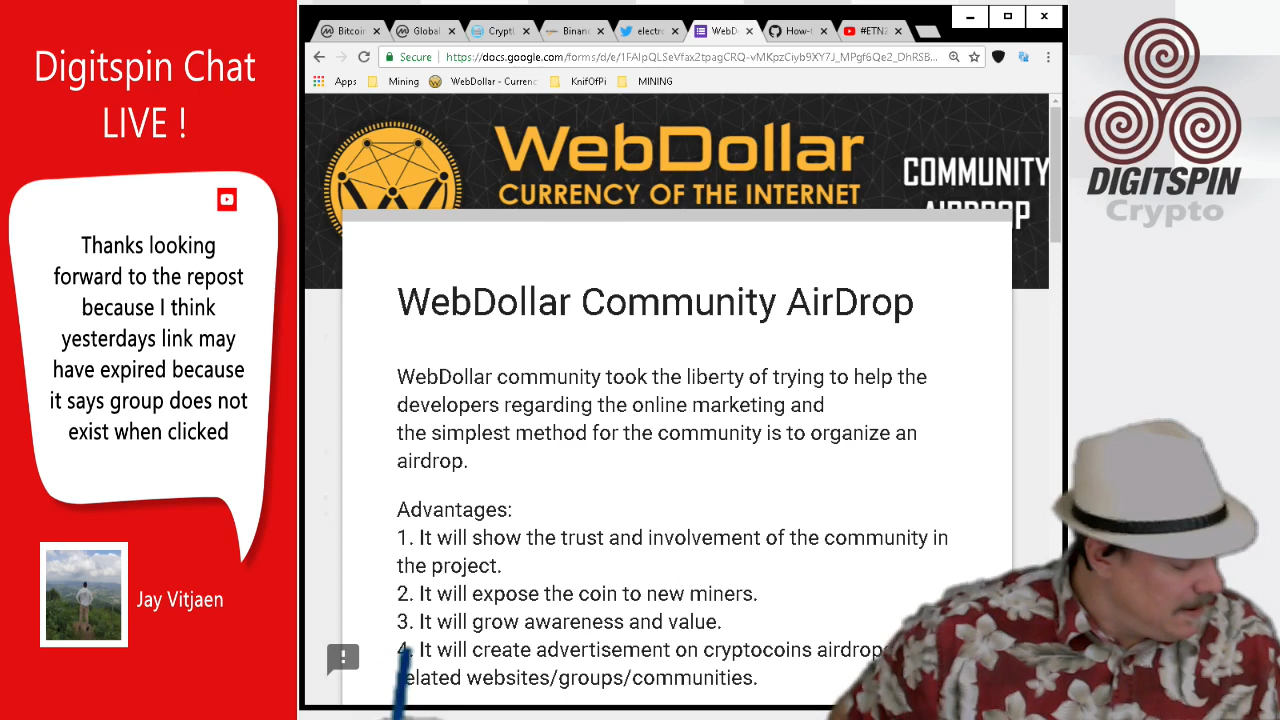 Digitspin Chat
LIVE !
Thanks looking
forward to the repost
because I think
yesterdays link may
have expired because
it says group does not
exist when clicked
Jay Vitjaen
Bitcoin
Global
Crypt
Binanc
electro
WebD
How-t
#ETN
Secure
https://docs.google.com/forms/d/e/1FAIpQLSeVfax2tpagCRQ-vMKpzCiyb9XY7J_MPgf6Qe2_DhRSB...
Apps
Mining
WebDollar - Currenc
KnifOfPi
MINING
WebDollar
CURRENCY OF THE INTERNET
COMMUNITY
AIRDROP
WebDollar Community AirDrop
WebDollar community took the liberty of trying to help the
developers regarding the online marketing and
the simplest method for the community is to organize an
airdrop.
Advantages:
1. It will show the trust and involvement of the community in
the project.
2. It will expose the coin to new miners.
3. It will grow awareness and value.
4. It will create advertisement on cryptocoins airdrop
related websites/groups/communities.
DIGITSPIN
Crypto